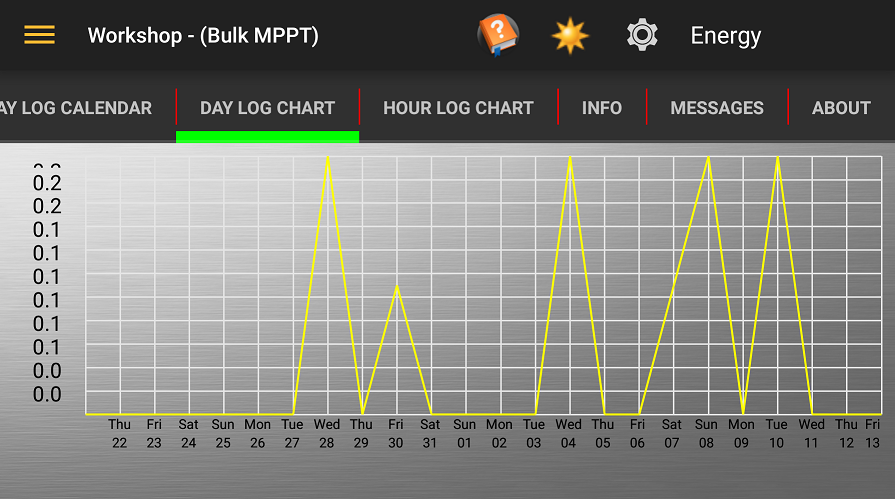 Workshop - (Bulk MPPT)
?
Energy
AY LOG CALENDAR
DAY LOG CHART
HOUR LOG CHART
INFO
MESSAGES
ABOUT
0.2
0.2
0.1
0.1
0.1
0.1
0.1
0.1
0.0
0.0
Thu Fri Sat Sun Mon Tue Wed Thu Fri Sat Sun Mon Tue Wed Thu Fri Sat Sun Mon Tue Wed Thu Fri
22 23 24 25 26 27 28 29 30 31 01 02 03 04 05 06 07 08 09 10 11 12 13